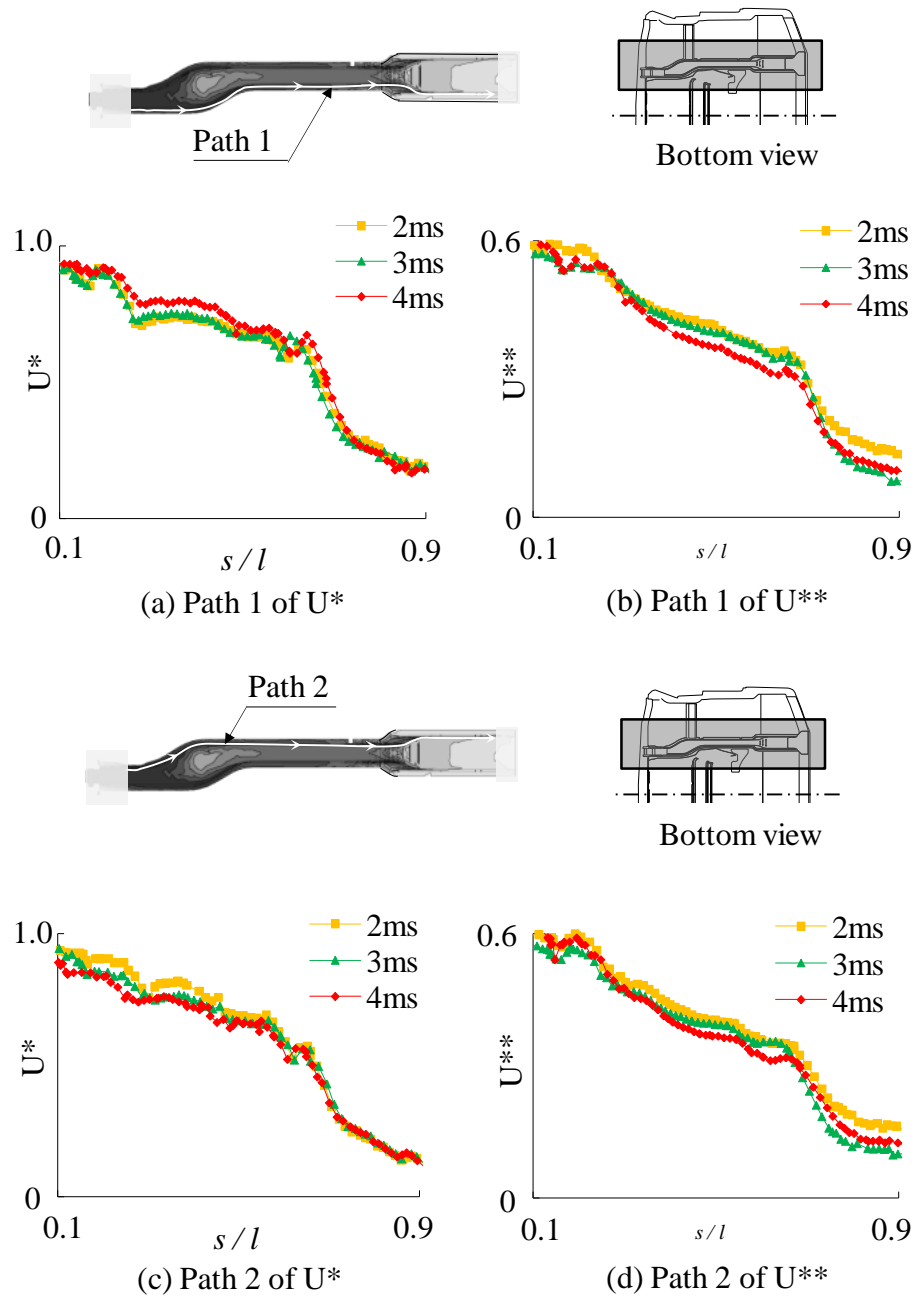 Path 1
Bottom view
1.0
2ms
3ms
4ms
U*
0
0.1
s / l
0.9
(a) Path 1 of U*
0.6
2ms
3ms
4ms
U**
0
0.1
s / l
0.9
(b) Path 1 of U**
Path 2
Bottom view
1.0
2ms
3ms
4ms
U*
0
0.1
s / l
0.9
(c) Path 2 of U*
0.6
2ms
3ms
4ms
U**
0
0.1
s / l
0.9
(d) Path 2 of U**